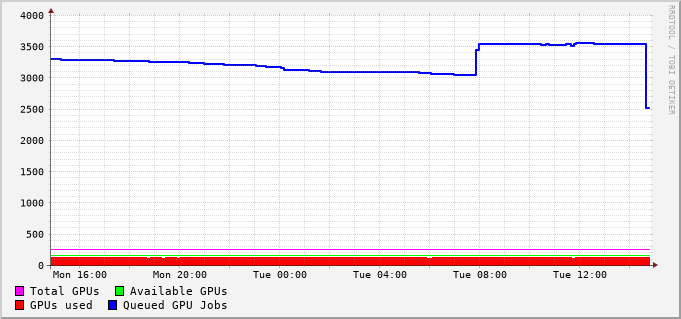 4000
3500
3000
2500
2000
1500
1000
500
0
Mon 16:00 Mon 20:00 Tue 00:00 Tue 04:00 Tue 08:00 Tue 12:00
Total GPUs Available GPUs
GPUs used Queued GPU Jobs
RRDTOOL / TOBI OETIKER